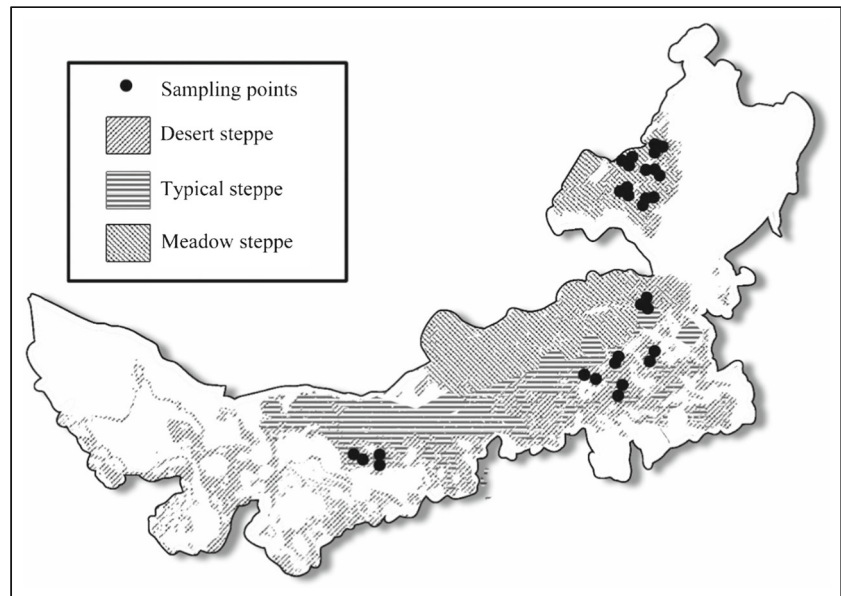 Sampling points
Desert steppe
Typical steppe
Meadow steppe